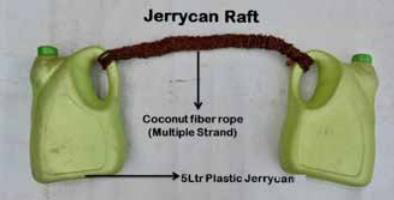 Jerrycan Raft
Coconut fiber rope
(Multiple Strand)
5Ltr Plastic Jerrycan